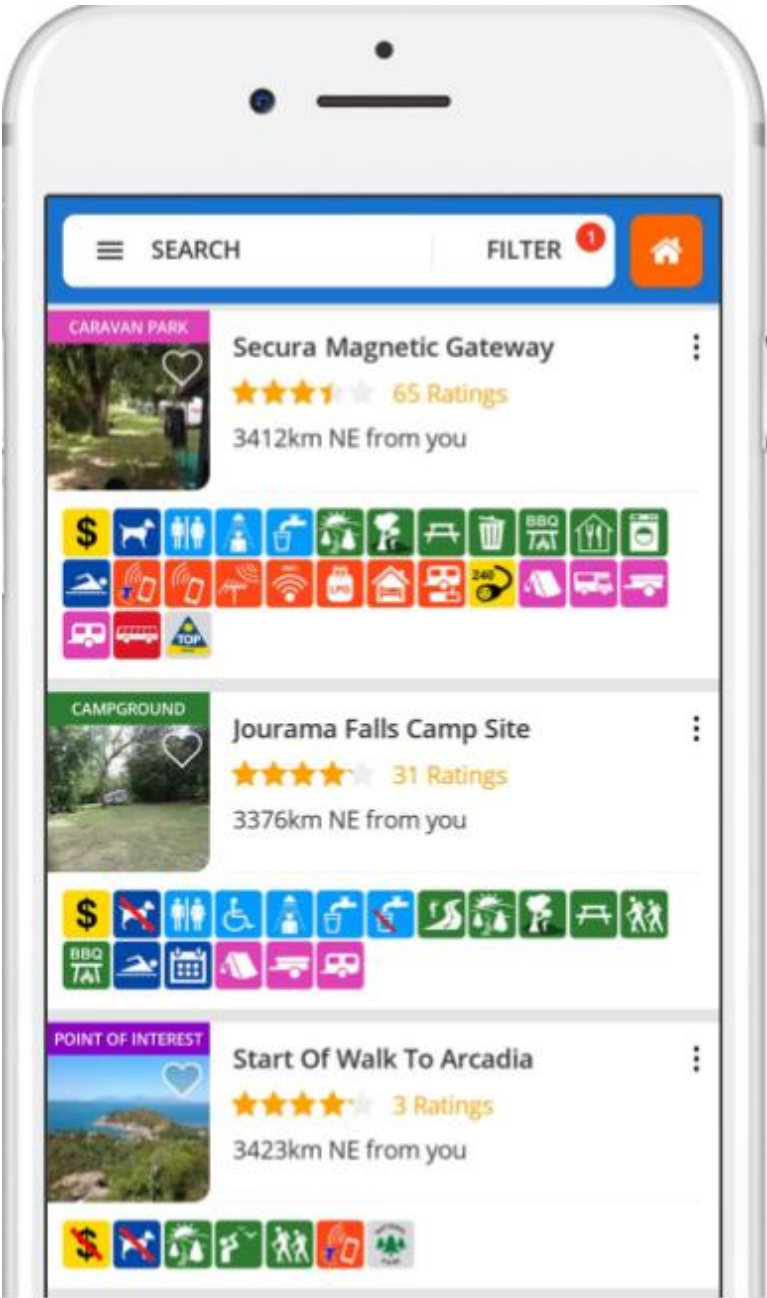 SEARCH FILTER 1
CARAVAN PARK
Secura Magnetic Gateway
65 Ratings
3412km NE from you
$ BBQ
T LPG 240
TOP
CAMPGROUND
Jourama Falls Camp Site
31 Ratings
3376km NE from you
$
BBQ
POINT OF INTEREST
Start Of Walk To Arcadia
3 Ratings
3423km NE from you
$ T